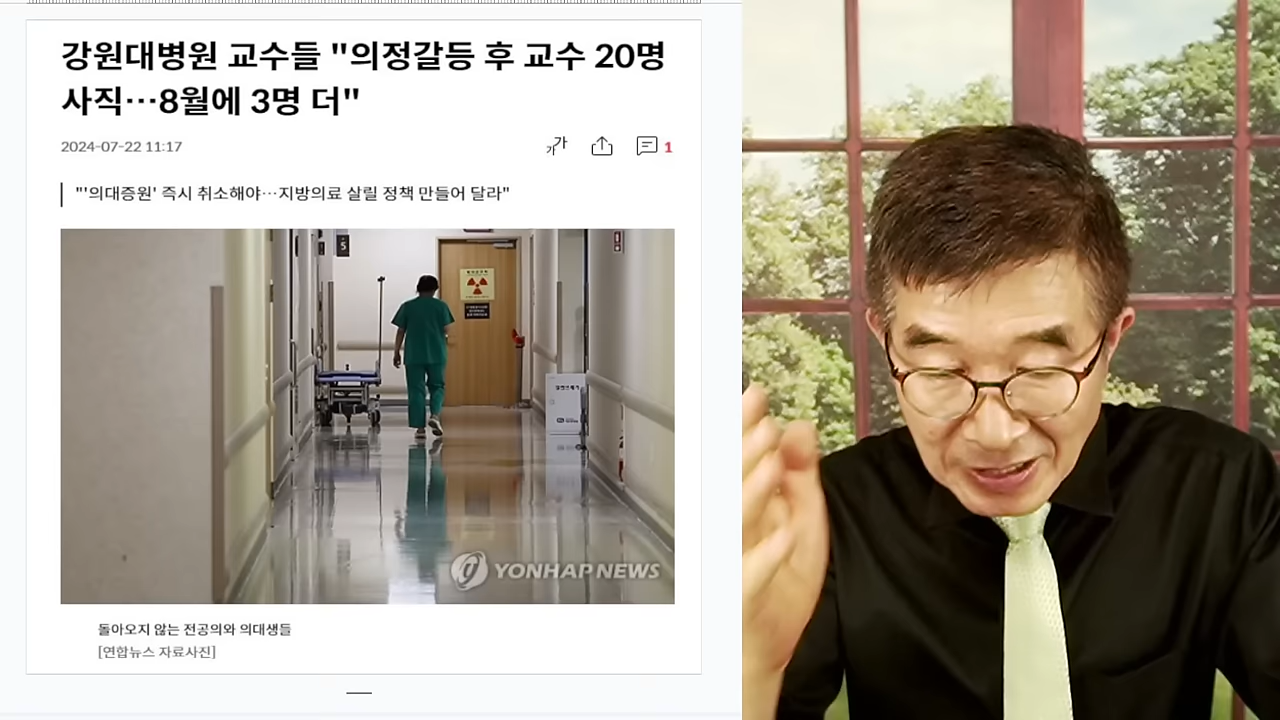 강원대병원 교수들 "의정갈등 후 교수 20명
사직…8월에 3명 더"
2024-07-22 11:17
가가
1
"'의대증원' 즉시 취소해야…지방의료 살릴 정책 만들어 달라"
5
YONHAP NEWS
돌아오지 않는 전공의와 의대생들
[연합뉴스 자료사진]